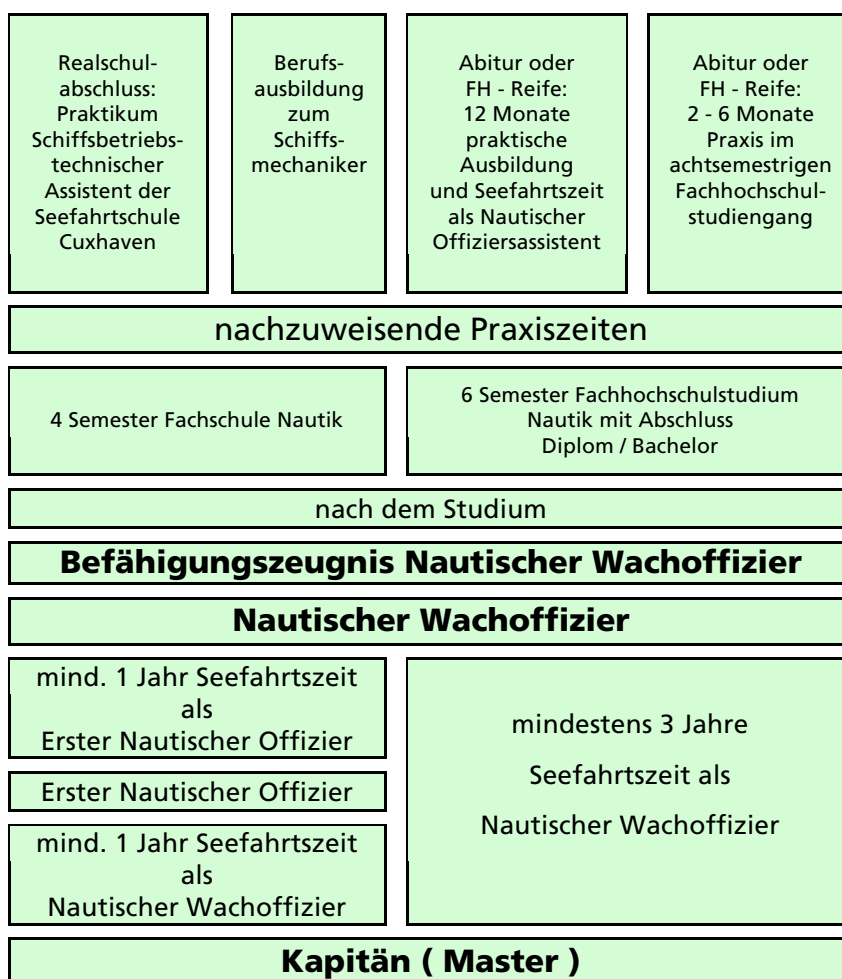 Realschul-
abschluss:
Praktikum
Schiffsbetriebs-
technischer
Assistent der
Seefahrtschule
Cuxhaven
Berufs-
ausbildung
zum
Schiffs-
mechaniker
Abitur oder
FH - Reife:
12 Monate
praktische
Ausbildung
und Seefahrtszeit
als Nautischer
Offiziersassistent
Abitur oder
FH - Reife:
2 - 6 Monate
Praxis im
achtsemestrigen
Fachhochschul-
studiengang
nachzuweisende Praxiszeiten
4 Semester Fachschule Nautik
6 Semester Fachhochschulstudium
Nautik mit Abschluss
Diplom / Bachelor
nach dem Studium
Befähigungszeugnis Nautischer Wachoffizier
Nautischer Wachoffizier
mind. 1 Jahr Seefahrtszeit
als
Erster Nautischer Offizier
Erster Nautischer Offizier
mind. 1 Jahr Seefahrtszeit
als
Nautischer Wachoffizier
mindestens 3 Jahre
Seefahrtszeit als
Nautischer Wachoffizier
Kapitän ( Master )